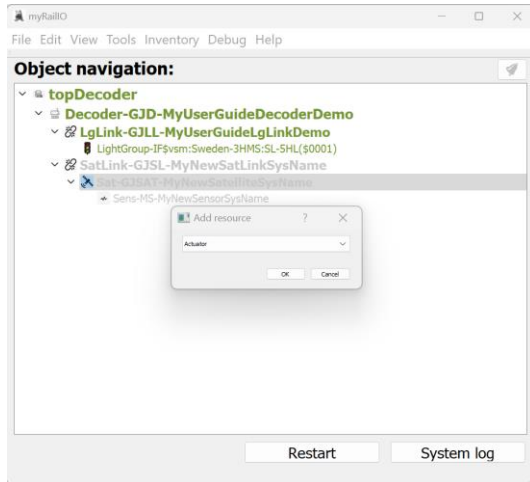 myRailIO
File Edit View Tools Inventory Debug Help
Object navigation:
topDecoder
Decoder-GJD-MyUserGuideDecoderDemo
LgLink-GJLL-MyUserGuideLgLinkDemo
LightGroup-IF$vsm:Sweden-3HMS:SL-5HL($0001)
SatLink-GJSL-MyNewSatLinkSysName
Sat-GJSAT-MyNewSatelliteSysName
Sens-MS-MyNewSensorSysName
Add resource ?
Actuator
OK Cancel
Restart System log